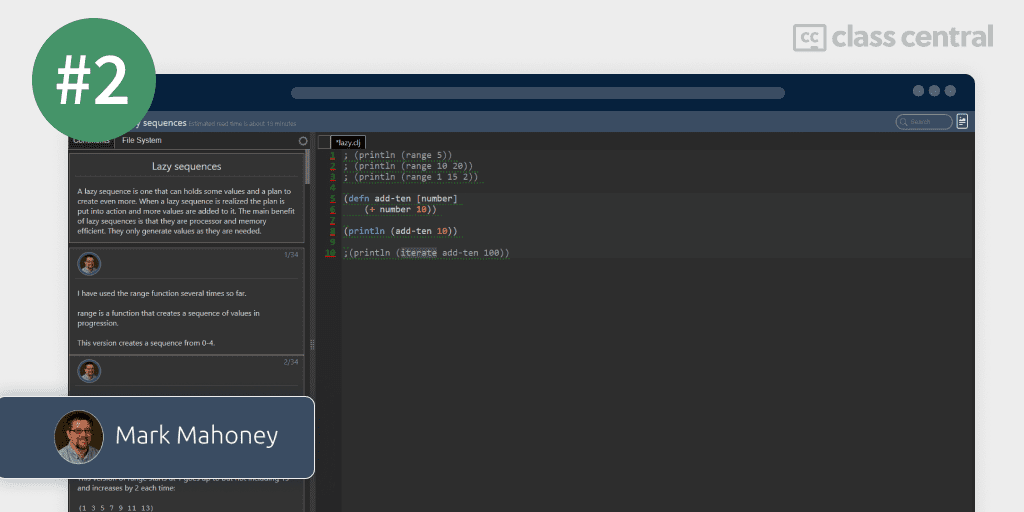 #2
cc class central
y sequences Estimated read time is about 19 minutes
Search
Comments File System
*lazy.clj
Lazy sequences
A lazy sequence is one that can holds some values and a plan to
create even more. When a lazy sequence is realized the plan is
put into action and more values are added to it. The main benefit
of lazy sequences is that they are processor and memory
efficient. They only generate values as they are needed.
1/34
I have used the range function several times so far.
range is a function that creates a sequence of values in
progression.
This version creates a sequence from 0-4.
2/34
Mark Mahoney
and increases by 2 each time:
(1 3 5 7 9 11 13)
1 ; (println (range 5))
2 ; (println (range 10 20))
3 ; (println (range 1 15 2))
4
5 (defn add-ten [number]
6 (+ number 10))
7
8 (println (add-ten 10))
9
10 ;(println (iterate add-ten 100))